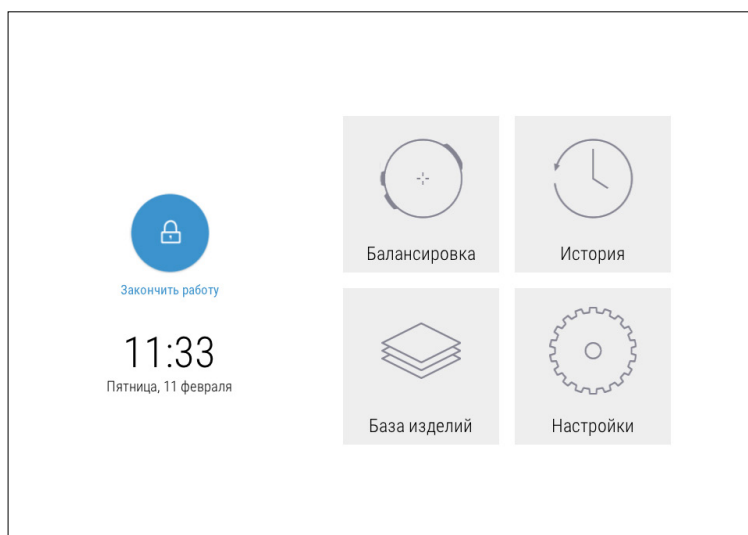 Закончить работу
11:33
Пятница, 11 февраля
Балансировка
История
База изделий
Настройки